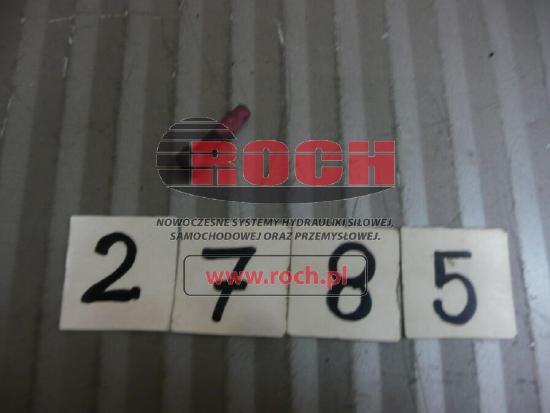 ROCH
NOWOCZESNE SYSTEMY HYDRAULIKI SIŁOWEJ,
SAMOCHODOWEJ ORAZ PRZEMYSŁOWEJ.
www.roch.pl
2 7 8 5